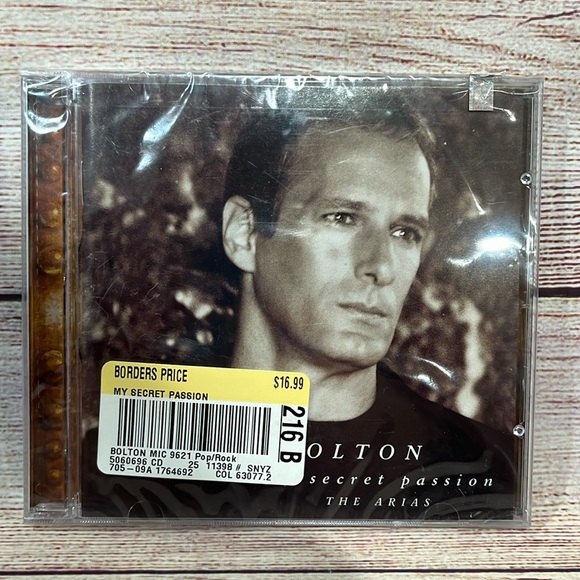 BORDERS PRICE $16.99
MY SECRET PASSION
BOLTON MIC 9621 Pop/Rock
5060696 CD 25 11398 # SNYZ
705-09A 1764692 COL 63077.2
216 B
OLTON
secret passion
THE ARIAS